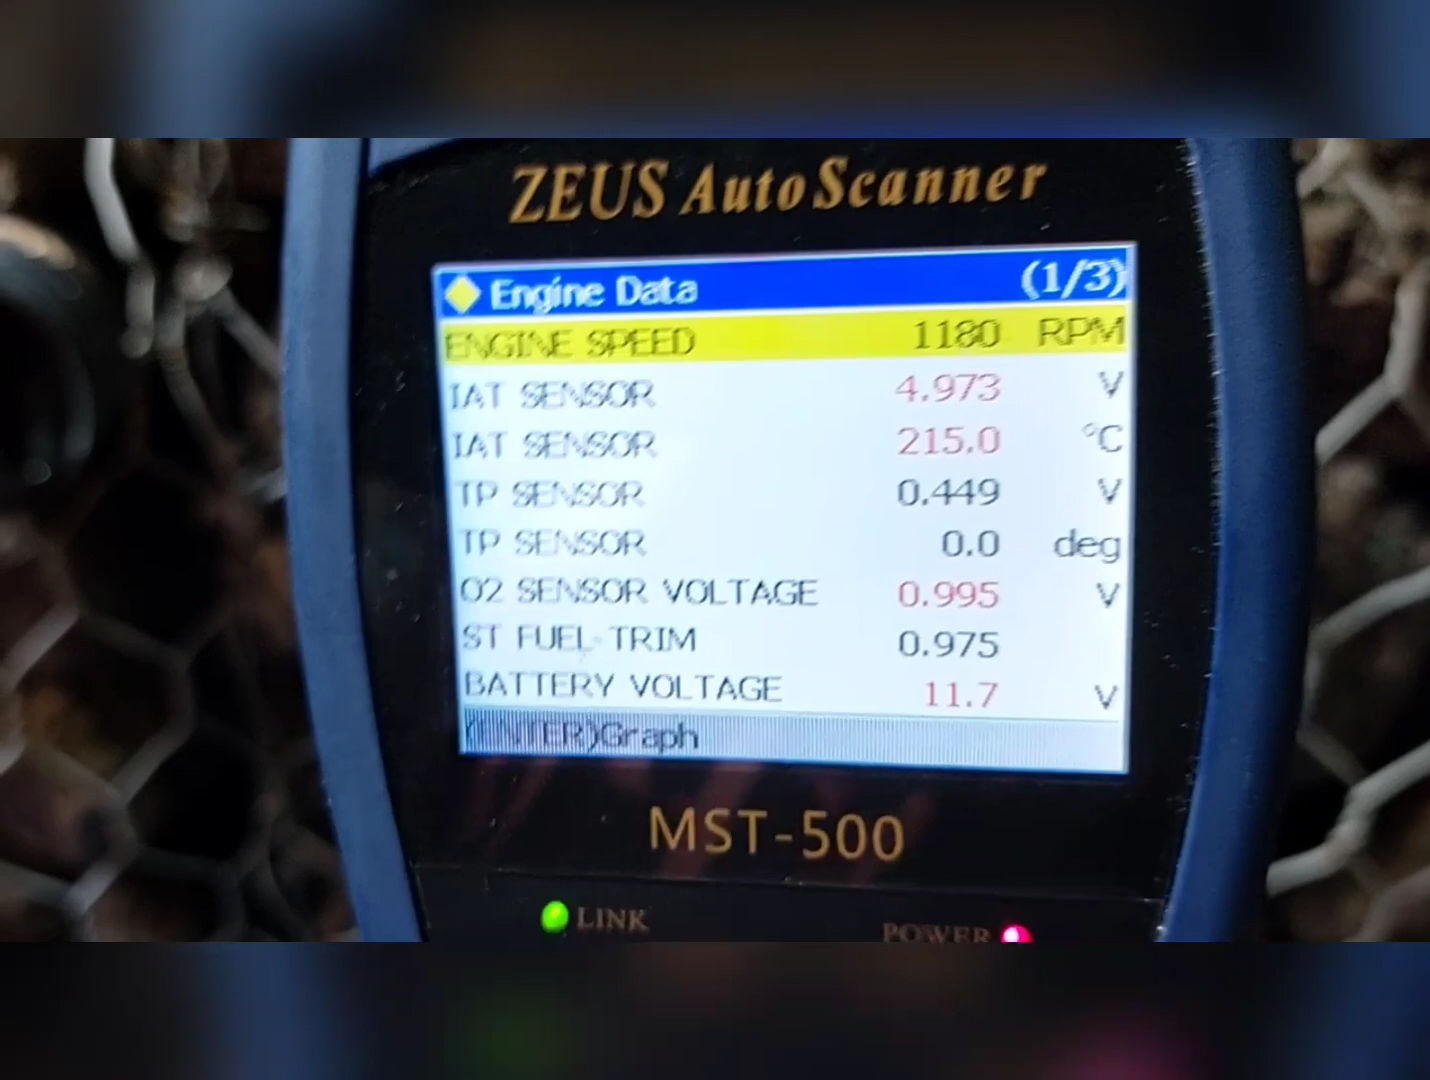 ZEUS AutoScanner
Engine Data (1/3)
ENGINE SPEED 1180 RPM
IAT SENSOR 4.973 V
IAT SENSOR 215.0 °C
TP SENSOR 0.449 V
TP SENSOR 0.0 deg
O2 SENSOR VOLTAGE 0.995 V
ST FUEL TRIM 0.975
BATTERY VOLTAGE 11.7 V
(ENTER)Graph
MST-500
LINK POWER